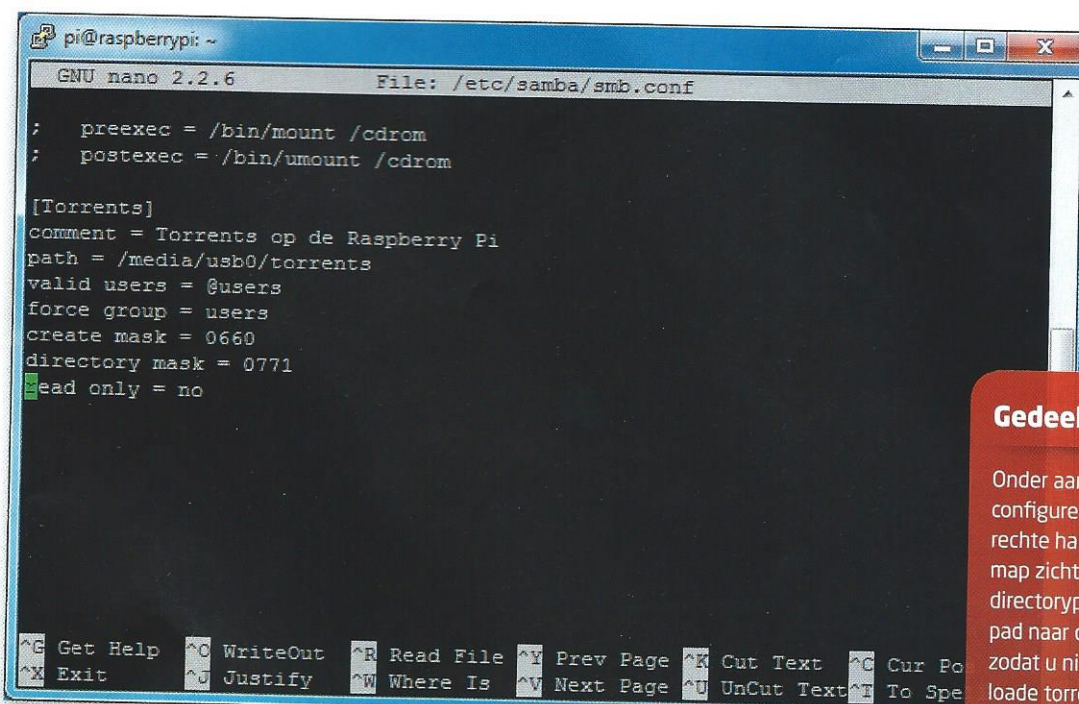 pi@raspberrypi: ~
GNU nano 2.2.6 File: /etc/samba/smb.conf
; preexec = /bin/mount /cdrom
; postexec = /bin/umount /cdrom
[Torrents]
comment = Torrents op de Raspberry Pi
path = /media/usb0/torrents
valid users = @users
force group = users
create mask = 0660
directory mask = 0771
read only = no
^G Get Help ^O WriteOut ^R Read File ^Y Prev Page ^K Cut Text ^C Cur Po
^X Exit ^J Justify ^W Where Is ^V Next Page ^U UnCut Text ^T To Spe
Gedeel
Onder aan
configure
rechte ha
map zicht
directoryp
pad naar
zodat u ni
loade torre